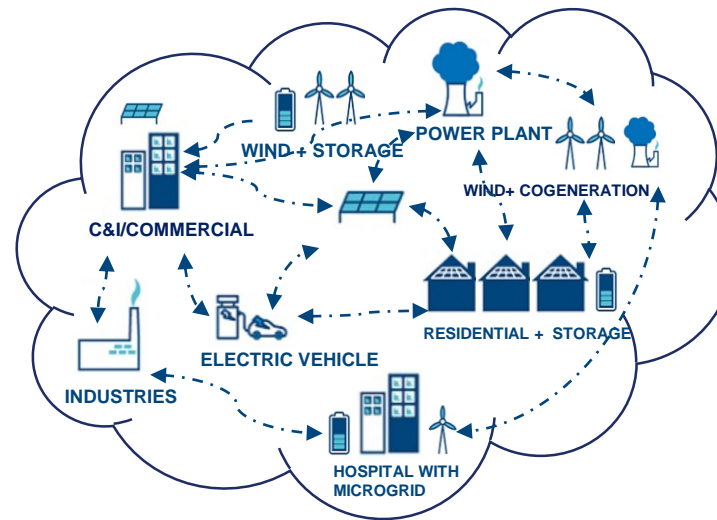 POWER PLANT
WIND + STORAGE
WIND+ COGENERATION
C&I/COMMERCIAL
RESIDENTIAL + STORAGE
ELECTRIC VEHICLE
INDUSTRIES
HOSPITAL WITH
MICROGRID